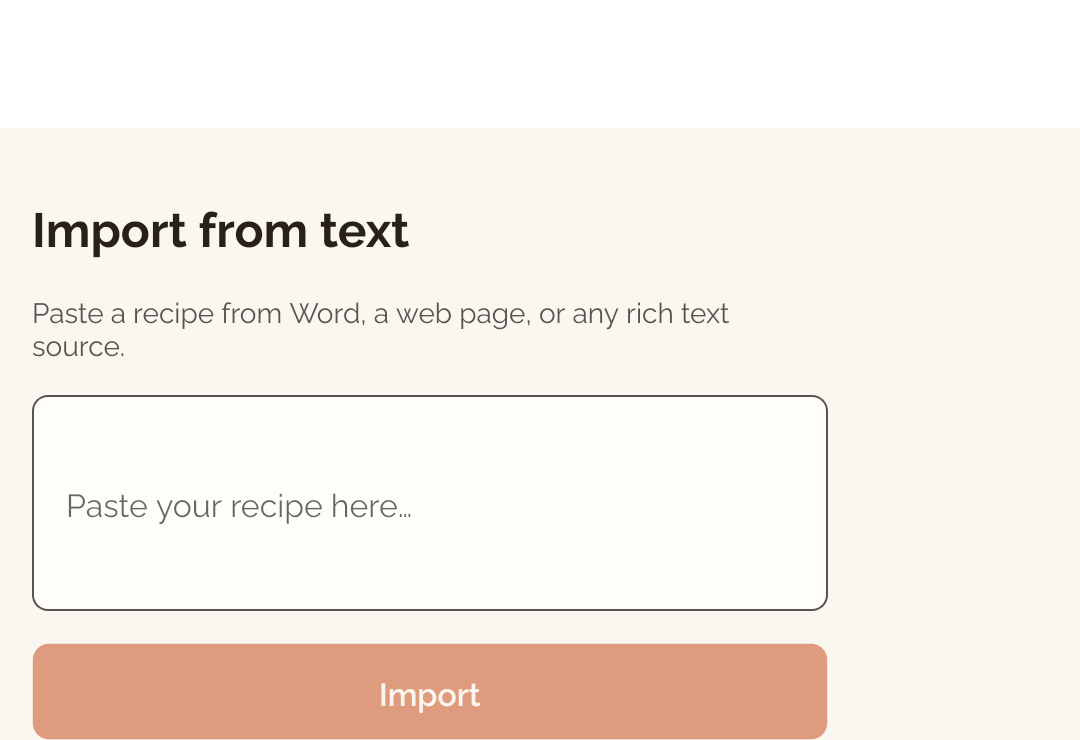 Import from text
Paste a recipe from Word, a web page, or any rich text
source.
Paste your recipe here…
Import